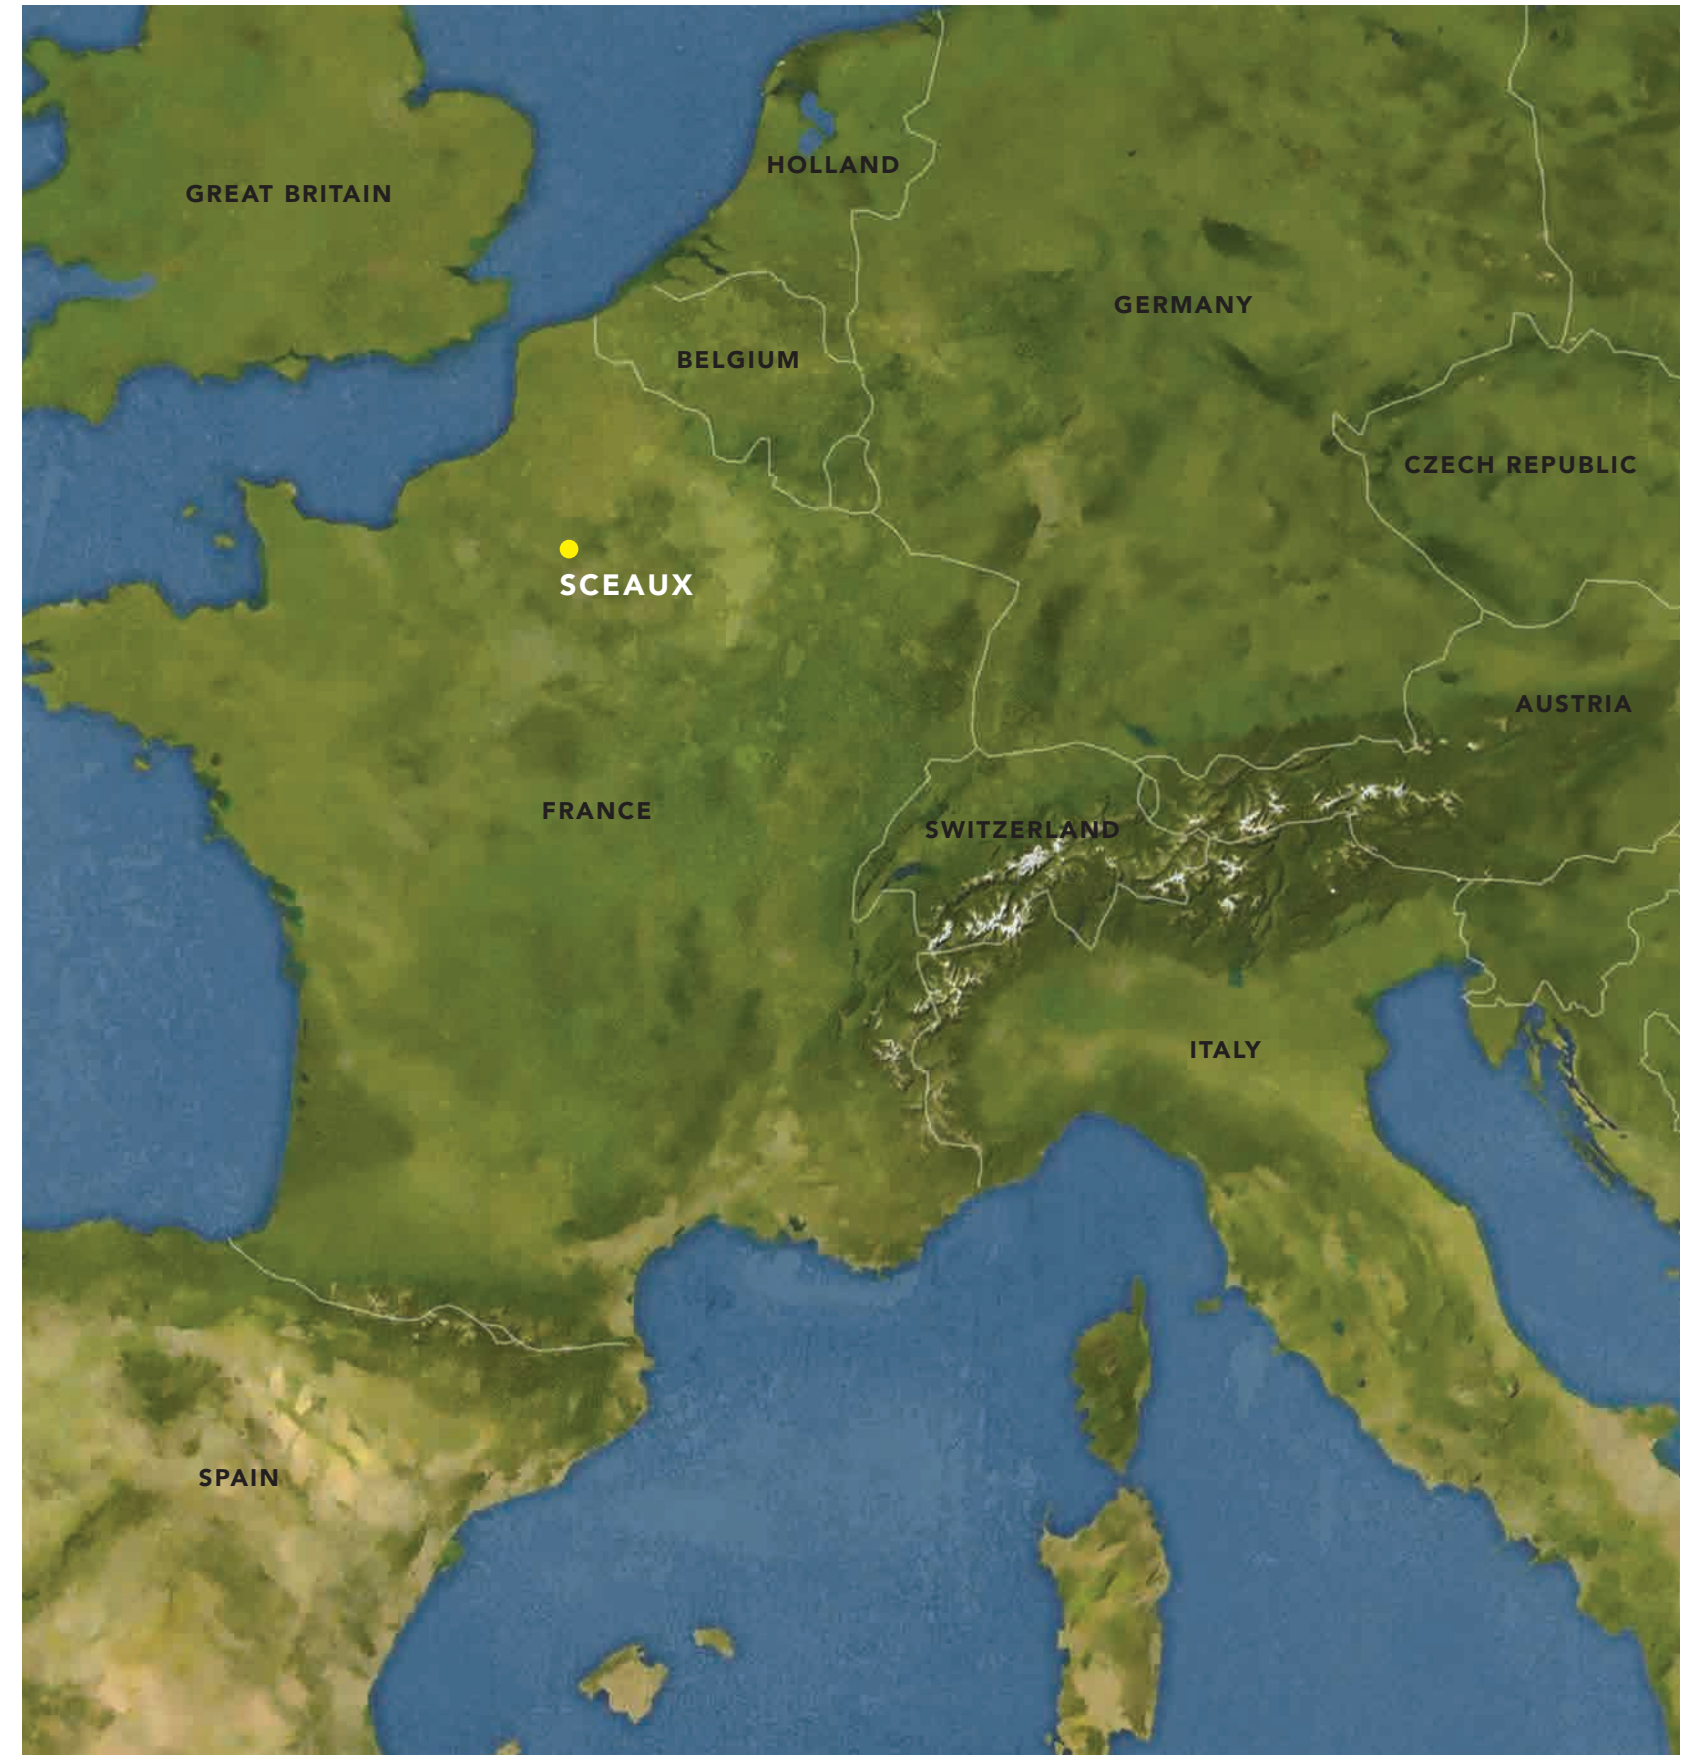 HOLLAND
GREAT BRITAIN
GERMANY
BELGIUM
CZECH REPUBLIC
SCEAUX
AUSTRIA
FRANCE
SWITZERLAND
ITALY
SPAIN